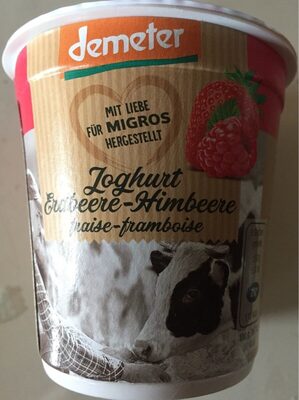 demeter
MIT LIEBE
FÜR MIGROS
HERGESTELLT
Joghurt
Erdbeere-Himbeere
fraise-framboise